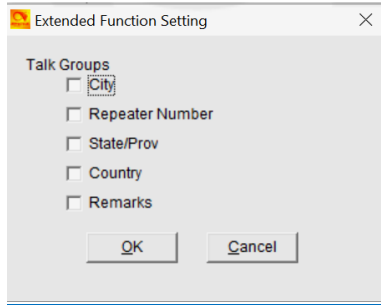 Extended Function Setting
Talk Groups
City
Repeater Number
State/Prov
Country
Remarks
OK Cancel